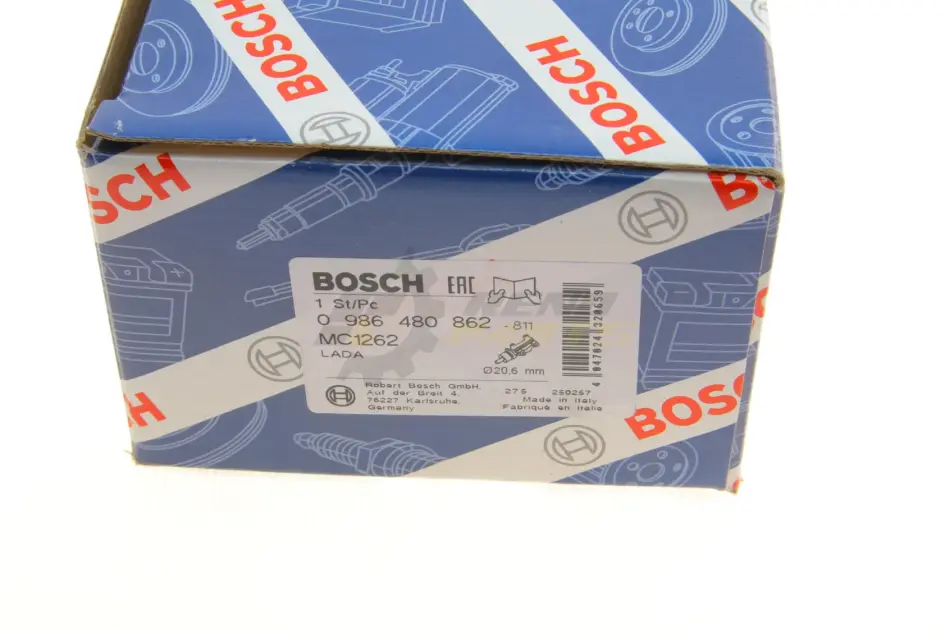 BOSCH
BOSCH
BOSCH
BOSCH
BOSCH EAC
1 St/Pc
0 986 480 862 -811
MC1262
LADA
Ø20,6 mm
4 047024 320659
Robert Bosch GmbH.
Auf der Breit 4,
76227 Karlsruhe,
Germany
275 250267
Made in Italy
Fabriqué en Italie
BOSCH